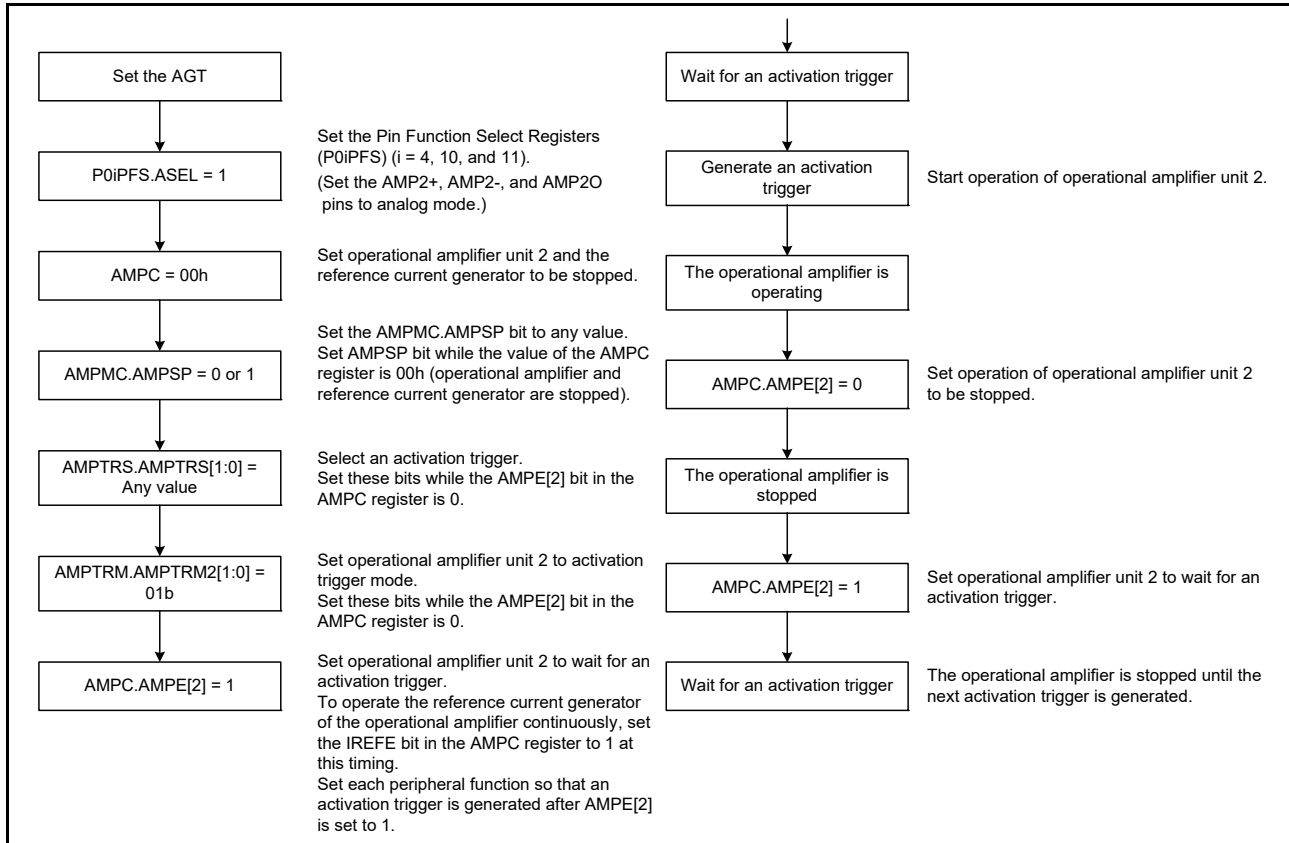 Set the AGT
P0iPFS.ASEL = 1
Set the Pin Function Select Registers
(P0iPFS) (i = 4, 10, and 11).
(Set the AMP2+, AMP2-, and AMP2O
pins to analog mode.)
AMPC = 00h
Set operational amplifier unit 2 and the
reference current generator to be stopped.
AMPMC.AMPSP = 0 or 1
Set the AMPMC.AMPSP bit to any value.
Set AMPSP bit while the value of the AMPC
register is 00h (operational amplifier and
reference current generator are stopped).
AMPTRS.AMPTRS[1:0] =
Any value
Select an activation trigger.
Set these bits while the AMPE[2] bit in the
AMPC register is 0.
AMPTRM.AMPTRM2[1:0] =
01b
Set operational amplifier unit 2 to activation
trigger mode.
Set these bits while the AMPE[2] bit in the
AMPC register is 0.
AMPC.AMPE[2] = 1
Set operational amplifier unit 2 to wait for an
activation trigger.
To operate the reference current generator
of the operational amplifier continuously, set
the IREFE bit in the AMPC register to 1 at
this timing.
Set each peripheral function so that an
activation trigger is generated after AMPE[2]
is set to 1.
Wait for an activation trigger
Generate an activation
trigger
Start operation of operational amplifier unit 2.
The operational amplifier is
operating
AMPC.AMPE[2] = 0
Set operation of operational amplifier unit 2
to be stopped.
The operational amplifier is
stopped
AMPC.AMPE[2] = 1
Set operational amplifier unit 2 to wait for an
activation trigger.
Wait for an activation trigger
The operational amplifier is stopped until the
next activation trigger is generated.